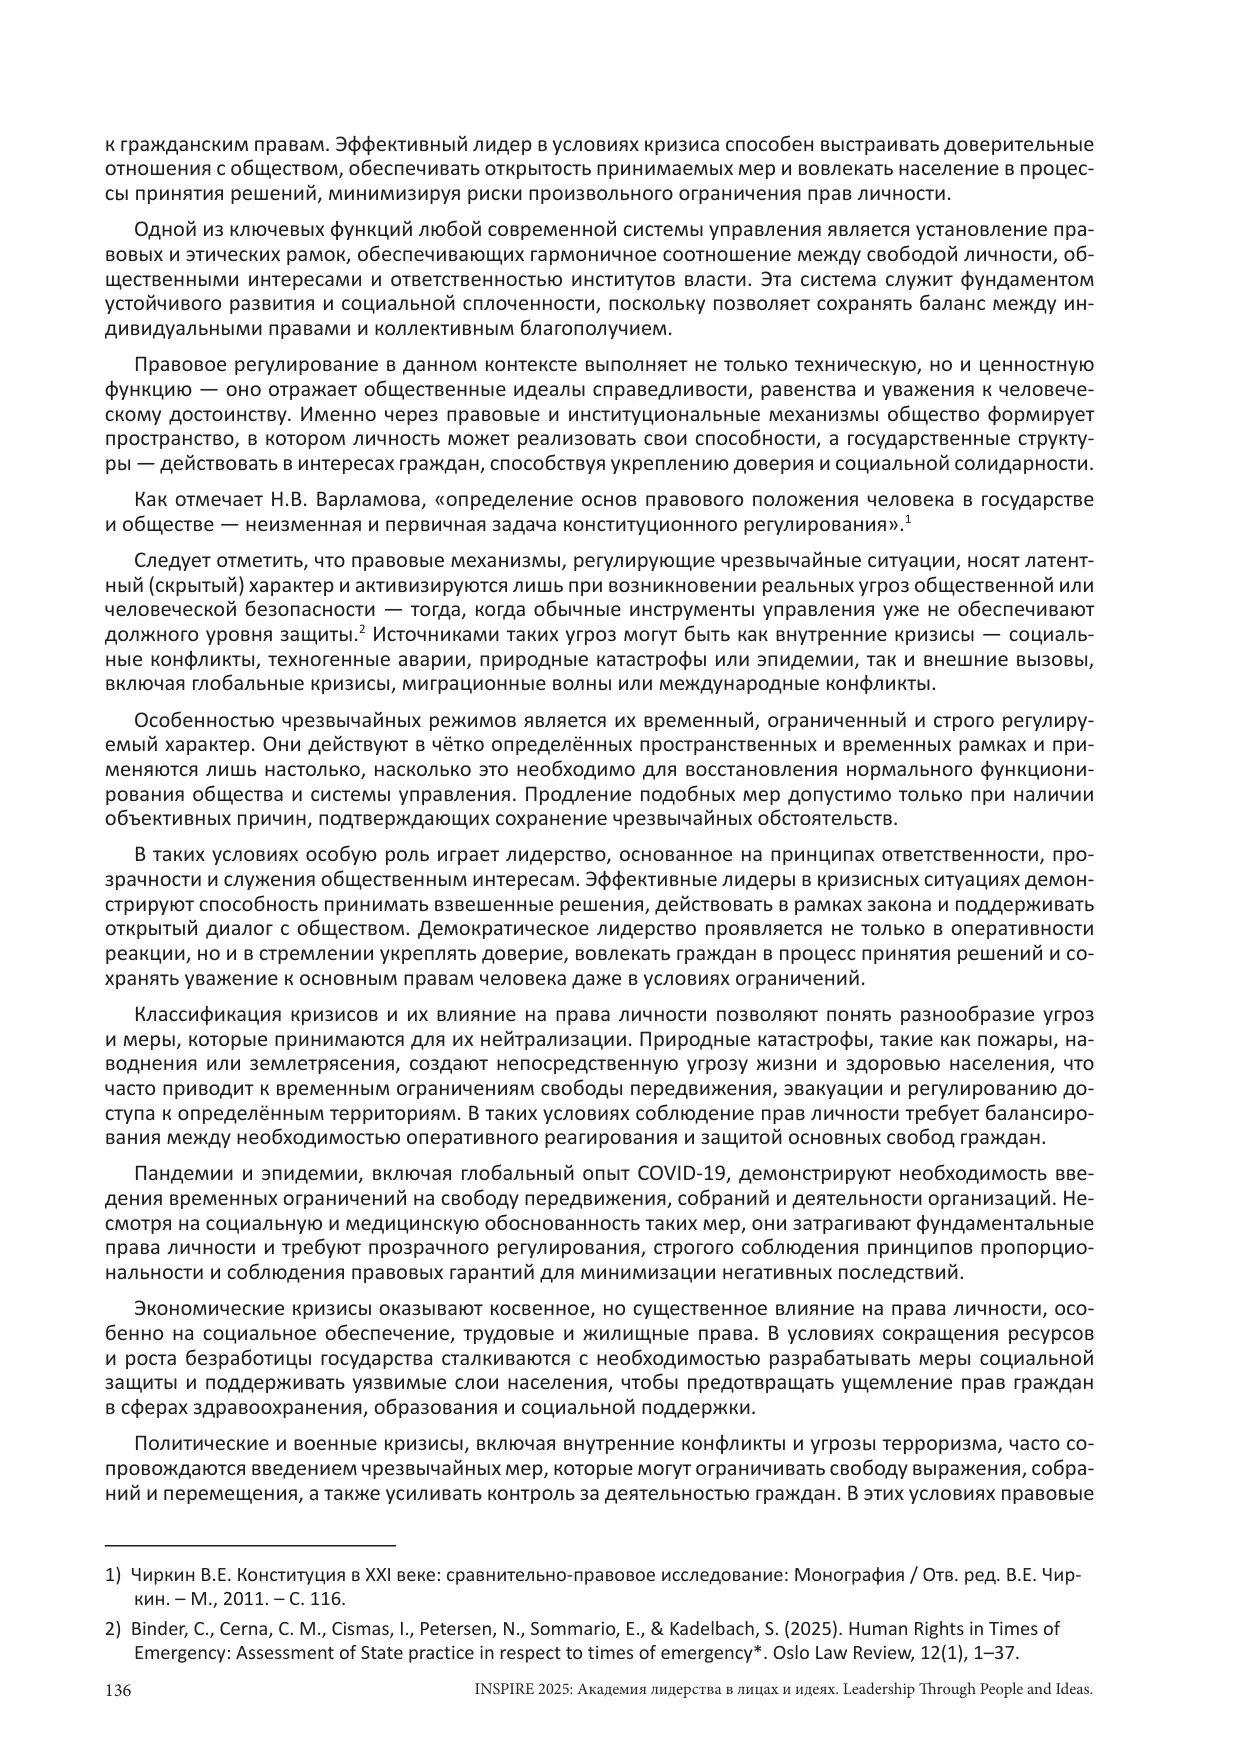 к гражданским правам. Эффективный лидер в условиях кризиса способен выстраивать доверительные
отношения с обществом, обеспечивать открытость принимаемых мер и вовлекать население в процес-
сы принятия решений, минимизируя риски произвольного ограничения прав личности.
Одной из ключевых функций любой современной системы управления является установление пра-
вовых и этических рамок, обеспечивающих гармоничное соотношение между свободой личности, об-
щественными интересами и ответственностью институтов власти. Эта система служит фундаментом
устойчивого развития и социальной сплоченности, поскольку позволяет сохранять баланс между ин-
дивидуальными правами и коллективным благополучием.
Правовое регулирование в данном контексте выполняет не только техническую, но и ценностную
функцию — оно отражает общественные идеалы справедливости, равенства и уважения к человече-
скому достоинству. Именно через правовые и институциональные механизмы общество формирует
пространство, в котором личность может реализовать свои способности, а государственные структу-
ры — действовать в интересах граждан, способствуя укреплению доверия и социальной солидарности.
Как отмечает Н.В. Варламова, «определение основ правового положения человека в государстве
и обществе — неизменная и первичная задача конституционного регулирования».1
Следует отметить, что правовые механизмы, регулирующие чрезвычайные ситуации, носят латент-
ный (скрытый) характер и активизируются лишь при возникновении реальных угроз общественной или
человеческой безопасности — тогда, когда обычные инструменты управления уже не обеспечивают
должного уровня защиты.2 Источниками таких угроз могут быть как внутренние кризисы — социаль-
ные конфликты, техногенные аварии, природные катастрофы или эпидемии, так и внешние вызовы,
включая глобальные кризисы, миграционные волны или международные конфликты.
Особенностью чрезвычайных режимов является их временный, ограниченный и строго регулиру-
емый характер. Они действуют в чётко определённых пространственных и временных рамках и при-
меняются лишь настолько, насколько это необходимо для восстановления нормального функциони-
рования общества и системы управления. Продление подобных мер допустимо только при наличии
объективных причин, подтверждающих сохранение чрезвычайных обстоятельств.
В таких условиях особую роль играет лидерство, основанное на принципах ответственности, про-
зрачности и служения общественным интересам. Эффективные лидеры в кризисных ситуациях демон-
стрируют способность принимать взвешенные решения, действовать в рамках закона и поддерживать
открытый диалог с обществом. Демократическое лидерство проявляется не только в оперативности
реакции, но и в стремлении укреплять доверие, вовлекать граждан в процесс принятия решений и со-
хранять уважение к основным правам человека даже в условиях ограничений.
Классификация кризисов и их влияние на права личности позволяют понять разнообразие угроз
и меры, которые принимаются для их нейтрализации. Природные катастрофы, такие как пожары, на-
воднения или землетрясения, создают непосредственную угрозу жизни и здоровью населения, что
часто приводит к временным ограничениям свободы передвижения, эвакуации и регулированию до-
ступа к определённым территориям. В таких условиях соблюдение прав личности требует балансиро-
вания между необходимостью оперативного реагирования и защитой основных свобод граждан.
Пандемии и эпидемии, включая глобальный опыт COVID-19, демонстрируют необходимость вве-
дения временных ограничений на свободу передвижения, собраний и деятельности организаций. Не-
смотря на социальную и медицинскую обоснованность таких мер, они затрагивают фундаментальные
права личности и требуют прозрачного регулирования, строгого соблюдения принципов пропорцио-
нальности и соблюдения правовых гарантий для минимизации негативных последствий.
Экономические кризисы оказывают косвенное, но существенное влияние на права личности, осо-
бенно на социальное обеспечение, трудовые и жилищные права. В условиях сокращения ресурсов
и роста безработицы государства сталкиваются с необходимостью разрабатывать меры социальной
защиты и поддерживать уязвимые слои населения, чтобы предотвращать ущемление прав граждан
в сферах здравоохранения, образования и социальной поддержки.
Политические и военные кризисы, включая внутренние конфликты и угрозы терроризма, часто со-
провождаются введением чрезвычайных мер, которые могут ограничивать свободу выражения, собра-
ний и перемещения, а также усиливать контроль за деятельностью граждан. В этих условиях правовые
1) Чиркин В.Е. Конституция в XXI веке: сравнительно-правовое исследование: Монография / Отв. ред. В.Е. Чир-
кин. – М., 2011. – С. 116.
2) Binder, C., Cerna, C. M., Cismas, I., Petersen, N., Sommario, E., & Kadelbach, S. (2025). Human Rights in Times of
Emergency: Assessment of State practice in respect to times of emergency*. Oslo Law Review, 12(1), 1–37.
136 INSPIRE 2025: Академия лидерства в лицах и идеях. Leadership Through People and Ideas.